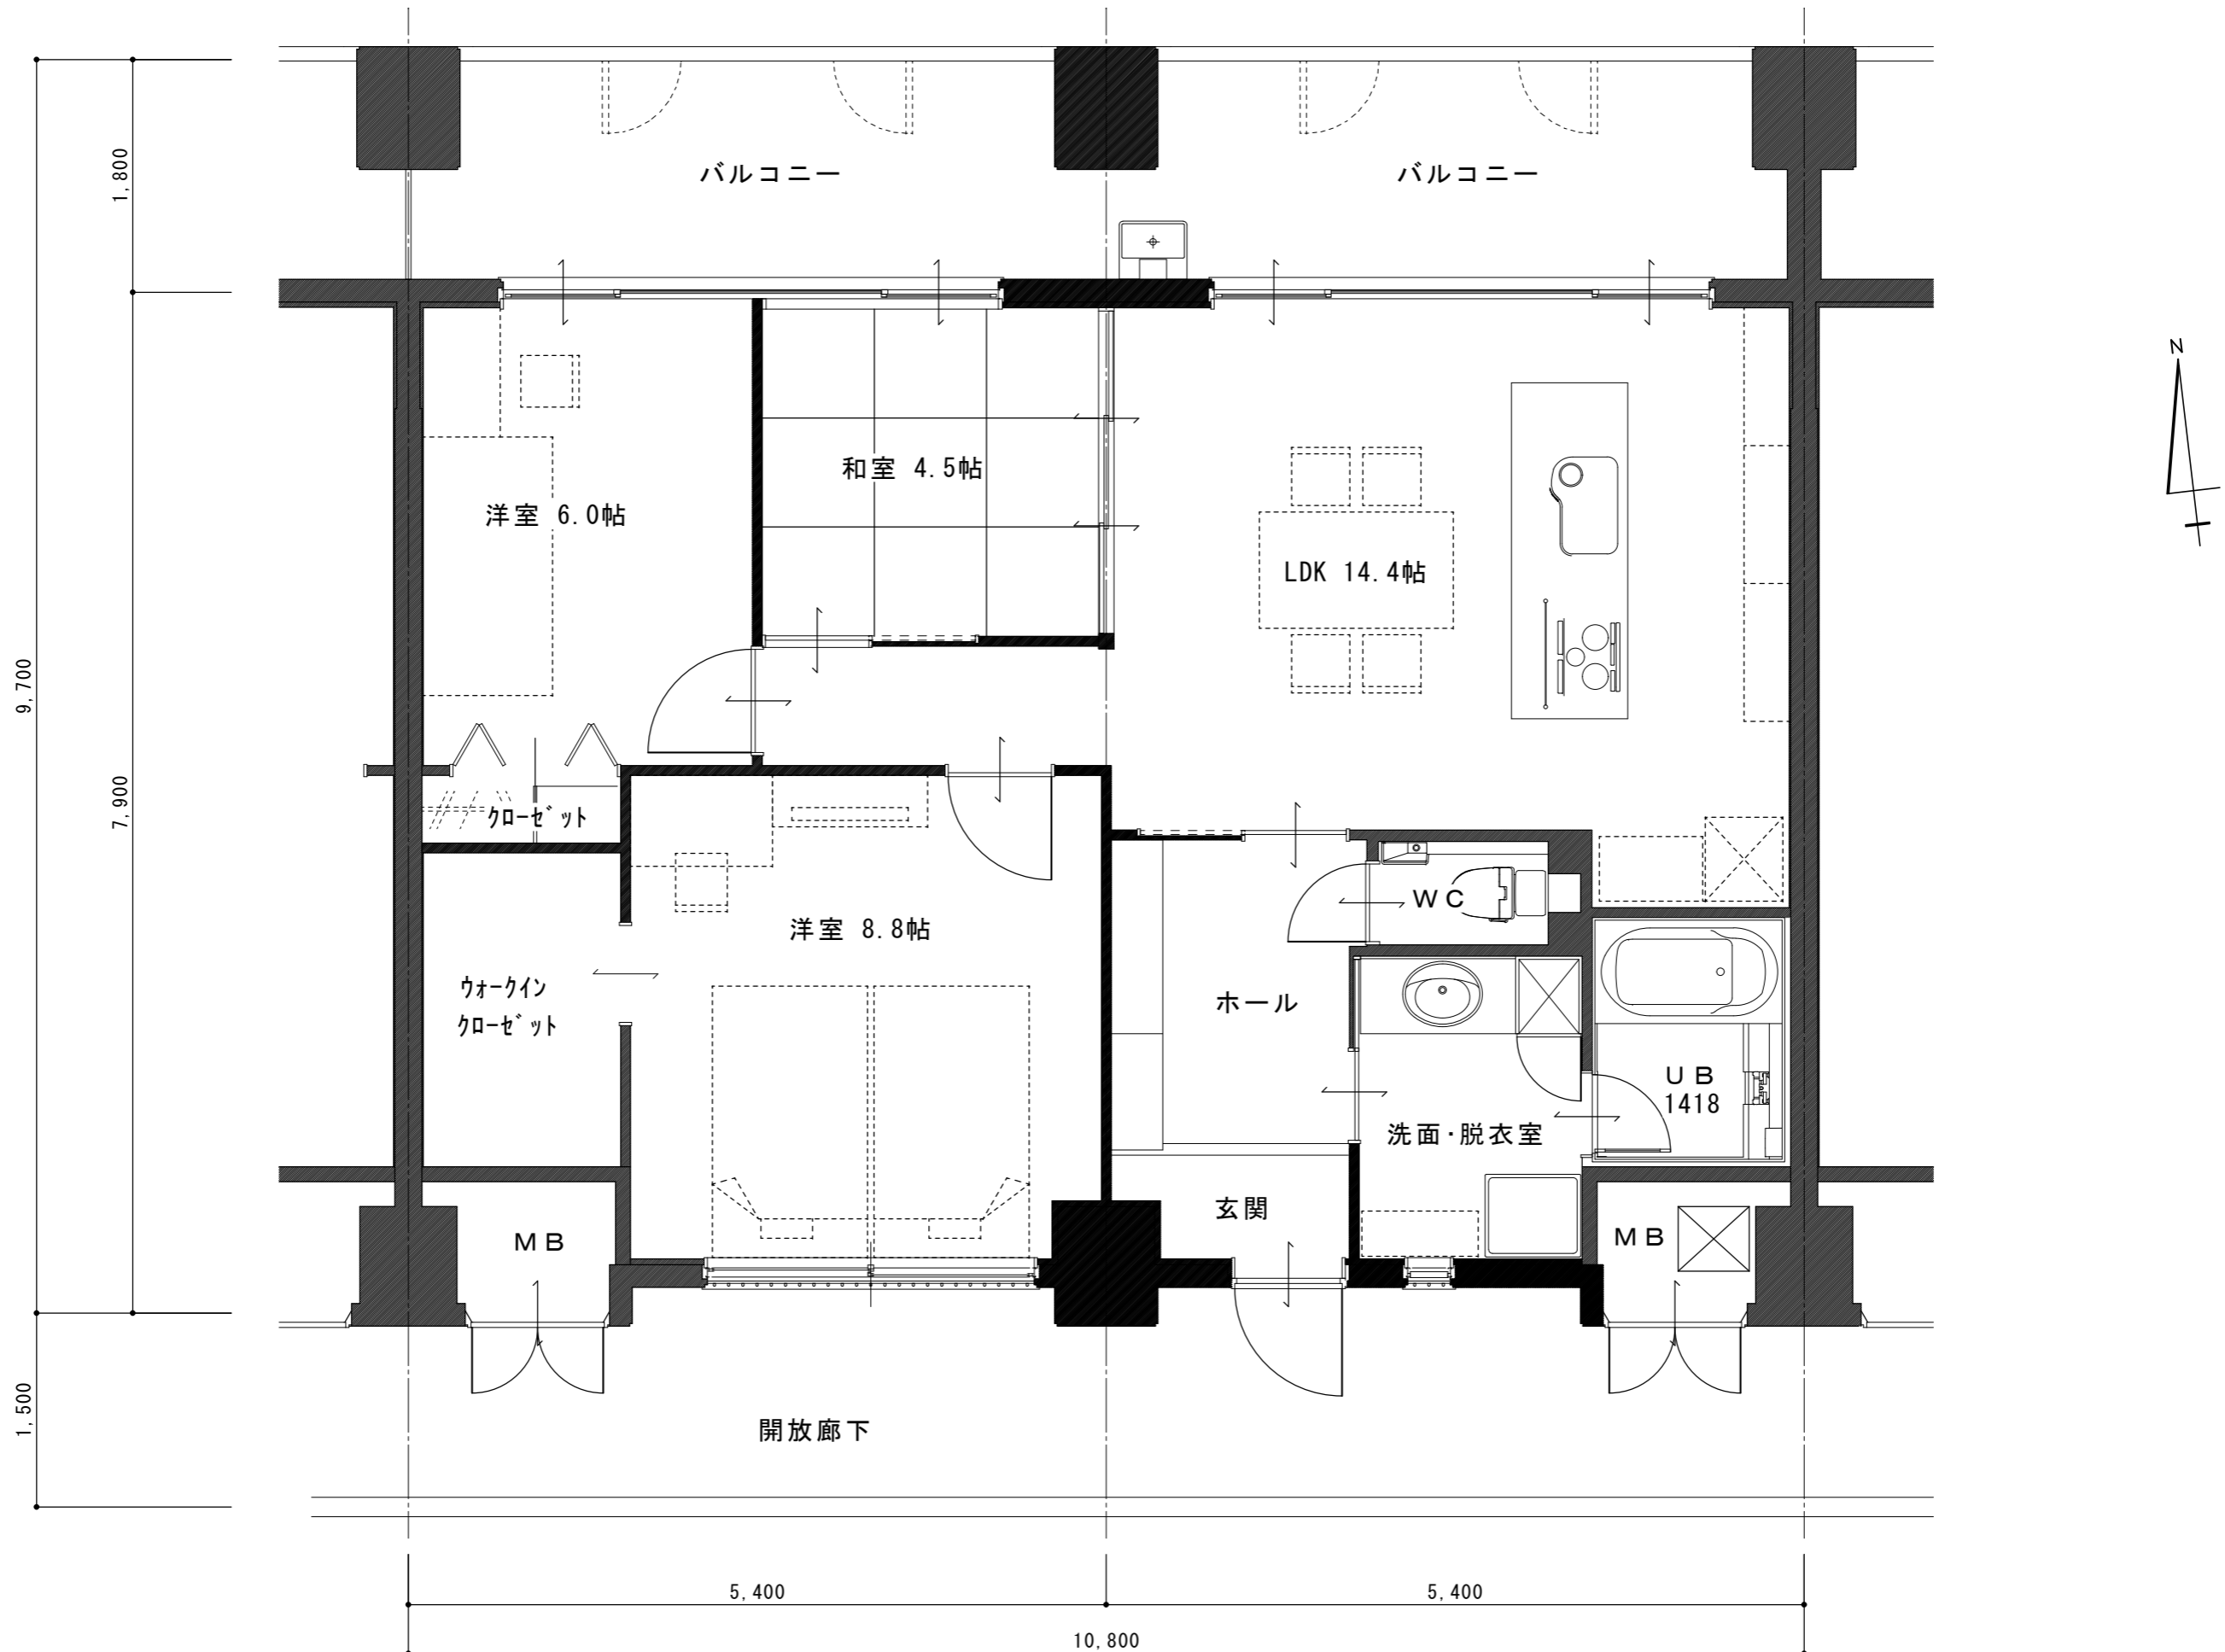 1,800
バルコニー
バルコニー
N
和室 4.5帖
洋室 6.0帖
LDK 14.4帖
9,700
7,900
クローゼット
WC
洋室 8.8帖
ウォークイン
クローゼット
ホール
UB
1418
洗面・脱衣室
玄関
MB
MB
1,500
開放廊下
5,400
5,400
10,800